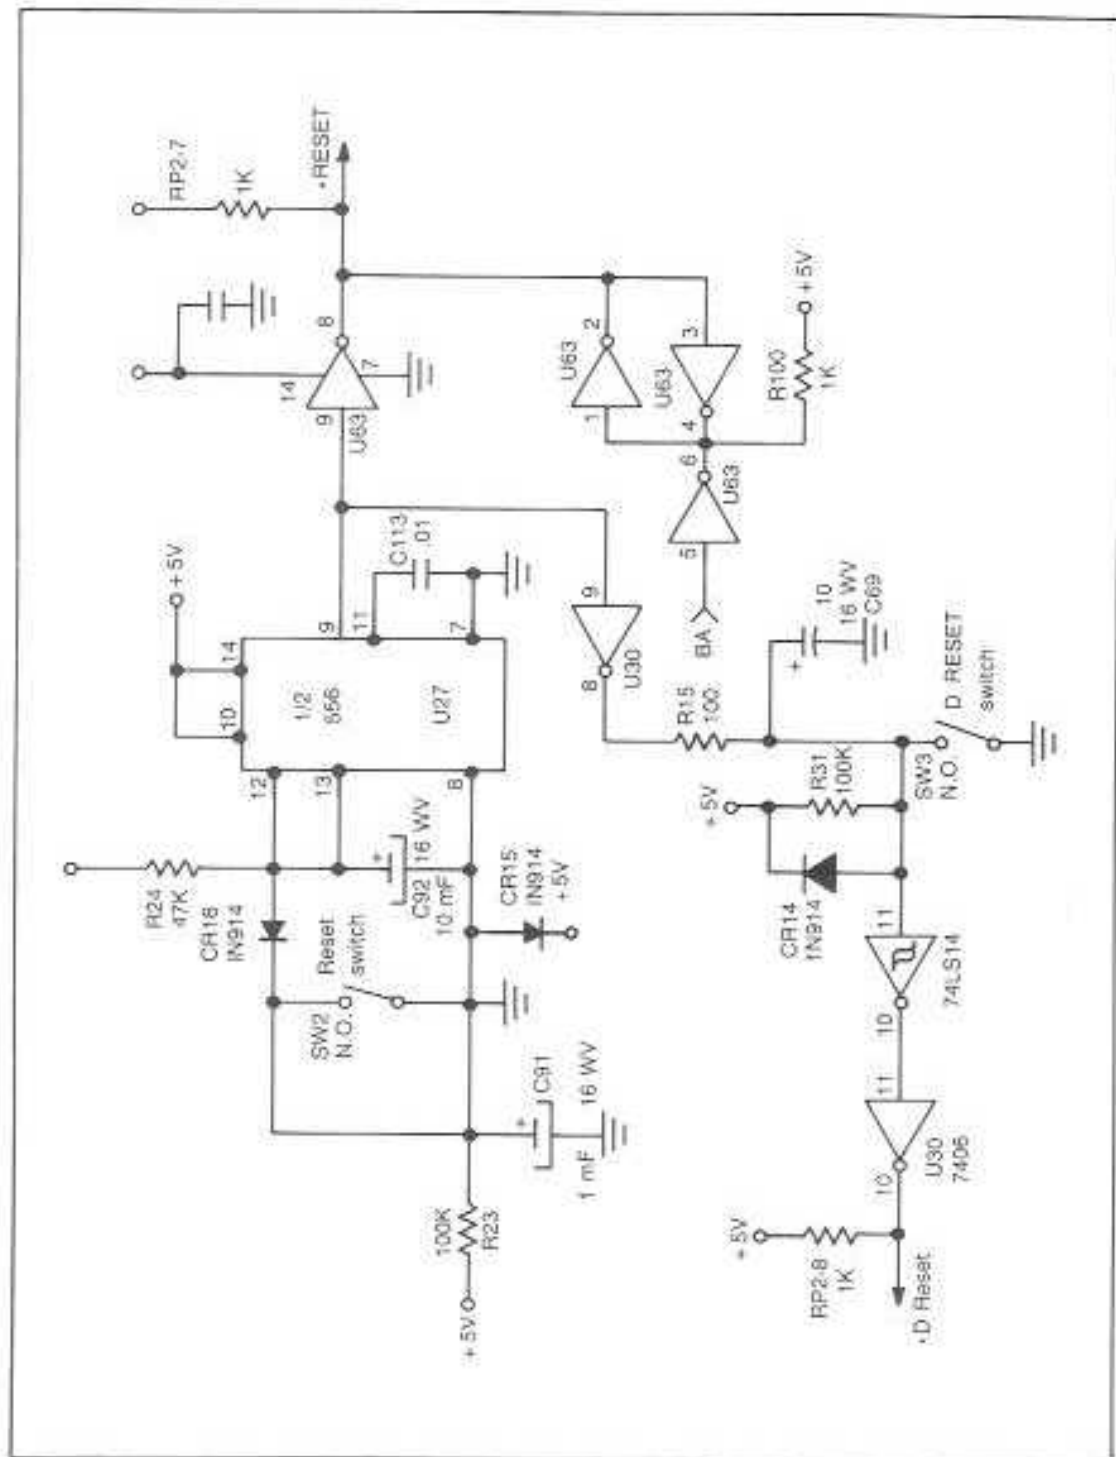 RP2-7
1K
•RESET
14
9
8
7
U63
+5V
10
14
12
13
8
1/2
556
U27
9
11
7
C113
.01
R24
47K
CR16
IN914
Reset
switch
SW2
N.O.
+
C92
10 mF
16 WV
CR15
IN914
+5V
+
C91
1 mF
16 WV
100K
R23
+5V
9
8
U30
1
2
U63
3
4
U63
5
6
U63
BA
R100
1K
+5V
R15
100
+
10
16 WV
C69
D RESET
switch
SW3
N.O.
+5V
R31
100K
CR14
1N914
11
10
74LS14
11
10
U30
7406
+5V
RP2-8
1K
•D Reset